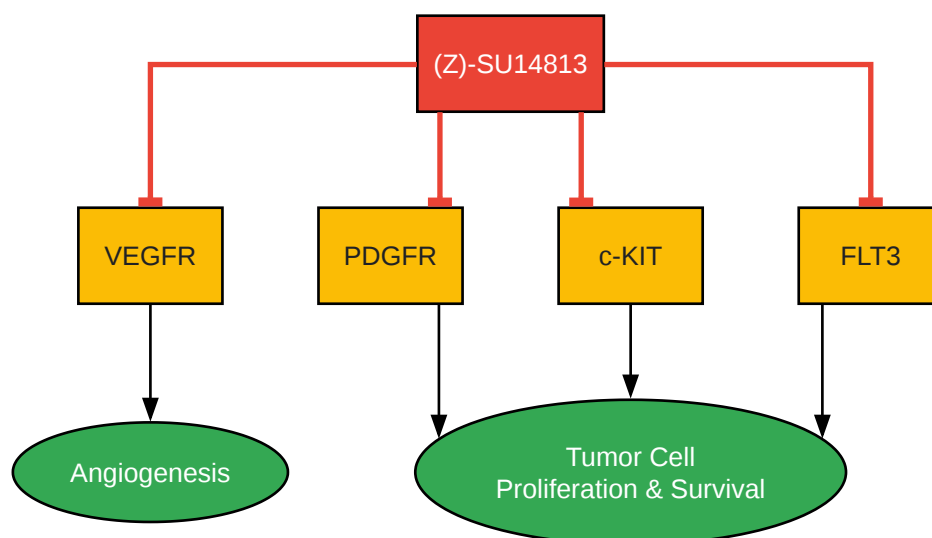 (Z)-SU14813
VEGFR
PDGFR
c-KIT
FLT3
Angiogenesis
Tumor Cell
Proliferation & Survival